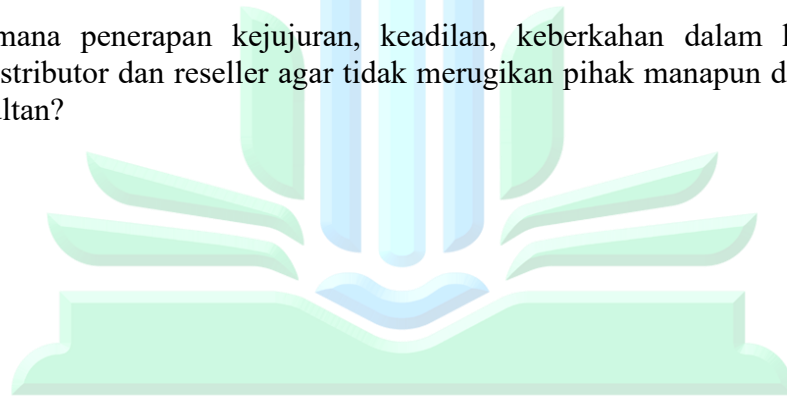 mana penerapan kejujuran, keadilan, keberkahan dalam
stributor dan reseller agar tidak merugikan pihak manapun d
ltan?